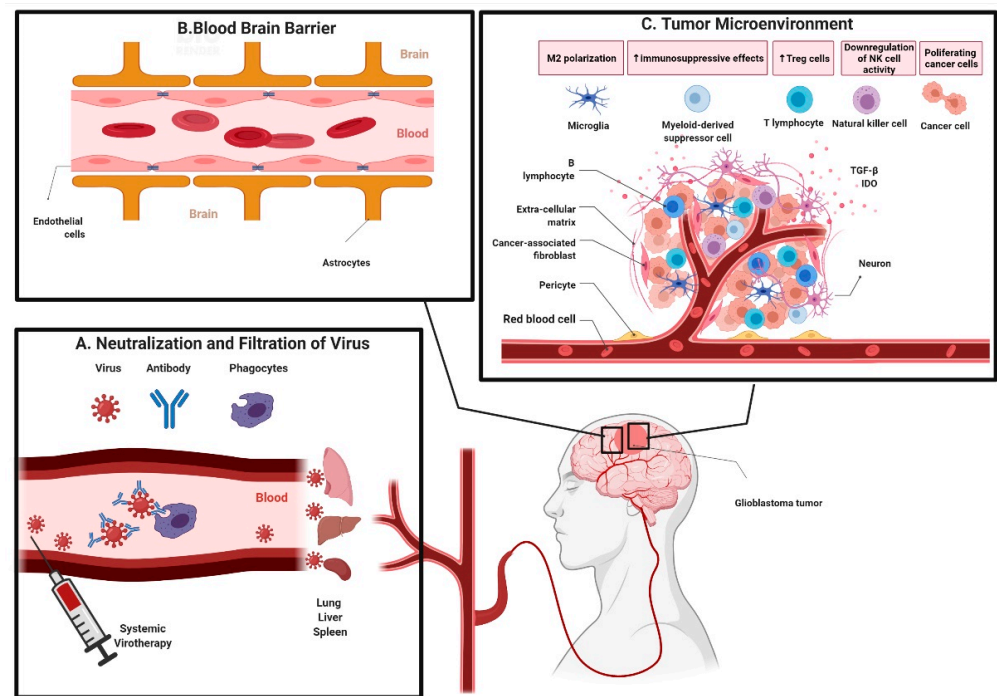 B.Blood Brain Barrier
Brain
Blood
Brain
Endothelial
cells
Astrocytes
C. Tumor Microenvironment
M2 polarization
↑Immunosuppressive effects
↑Treg cells
Downregulation
of NK cell
activity
Poliferating
cancer cells
Microglia
Myeloid-derived
suppressor cell
T lymphocyte
Natural killer cell
Cancer cell
B
lymphocyte
TGF-β
IDO
Extra-cellular
matrix
Cancer-associated
fibroblast
Neuron
Pericyte
Red blood cell
A. Neutralization and Filtration of Virus
Virus
Antibody
Phagocytes
Blood
Systemic
Virotherapy
Lung
Liver
Spleen
Glioblastoma tumor